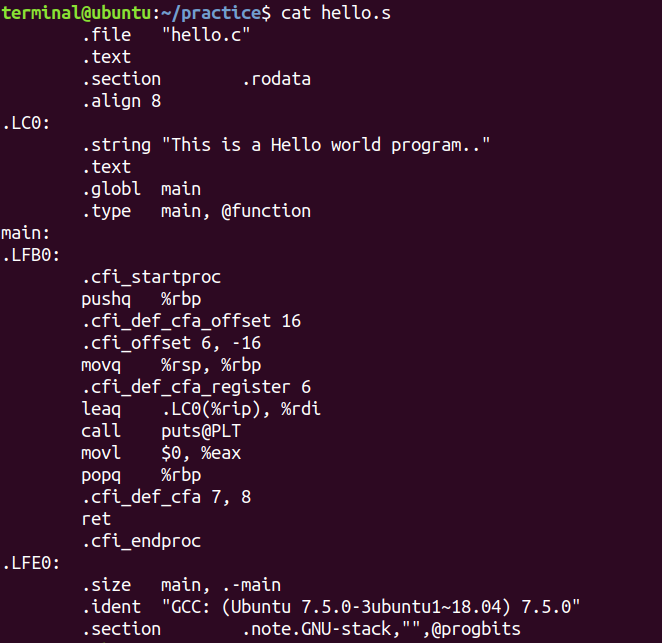 terminal@ubuntu:~/practice$ cat hello.s
.file "hello.c"
.text
.section .rodata
.align 8
.LC0:
.string "This is a Hello world program.."
.text
.globl main
.type main, @function
main:
.LFB0:
.cfi_startproc
pushq %rbp
.cfi_def_cfa_offset 16
.cfi_offset 6, -16
movq %rsp, %rbp
.cfi_def_cfa_register 6
leaq .LC0(%rip), %rdi
call puts@PLT
movl $0, %eax
popq %rbp
.cfi_def_cfa 7, 8
ret
.cfi_endproc
.LFE0:
.size main, .-main
.ident "GCC: (Ubuntu 7.5.0-3ubuntu1~18.04) 7.5.0"
.section .note.GNU-stack,"",@progbits